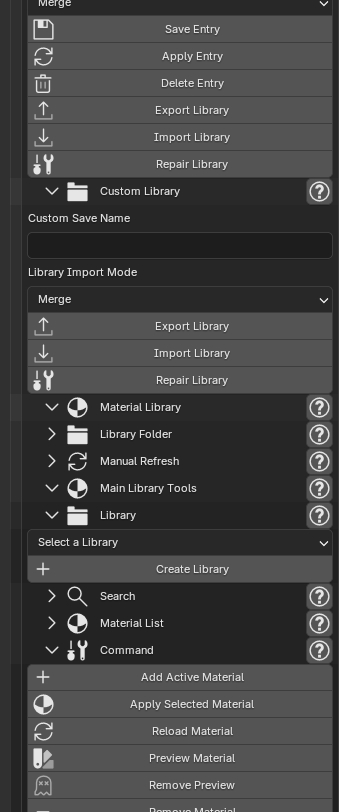 Merge
Save Entry
Apply Entry
Delete Entry
Export Library
Import Library
Repair Library
Custom Library
?
Custom Save Name
Library Import Mode
Merge
Export Library
Import Library
Repair Library
Material Library
?
Library Folder
?
Manual Refresh
?
Main Library Tools
?
Library
?
Select a Library
Create Library
Search
?
Material List
?
Command
?
Add Active Material
Apply Selected Material
Reload Material
Preview Material
Remove Preview
Remove Material